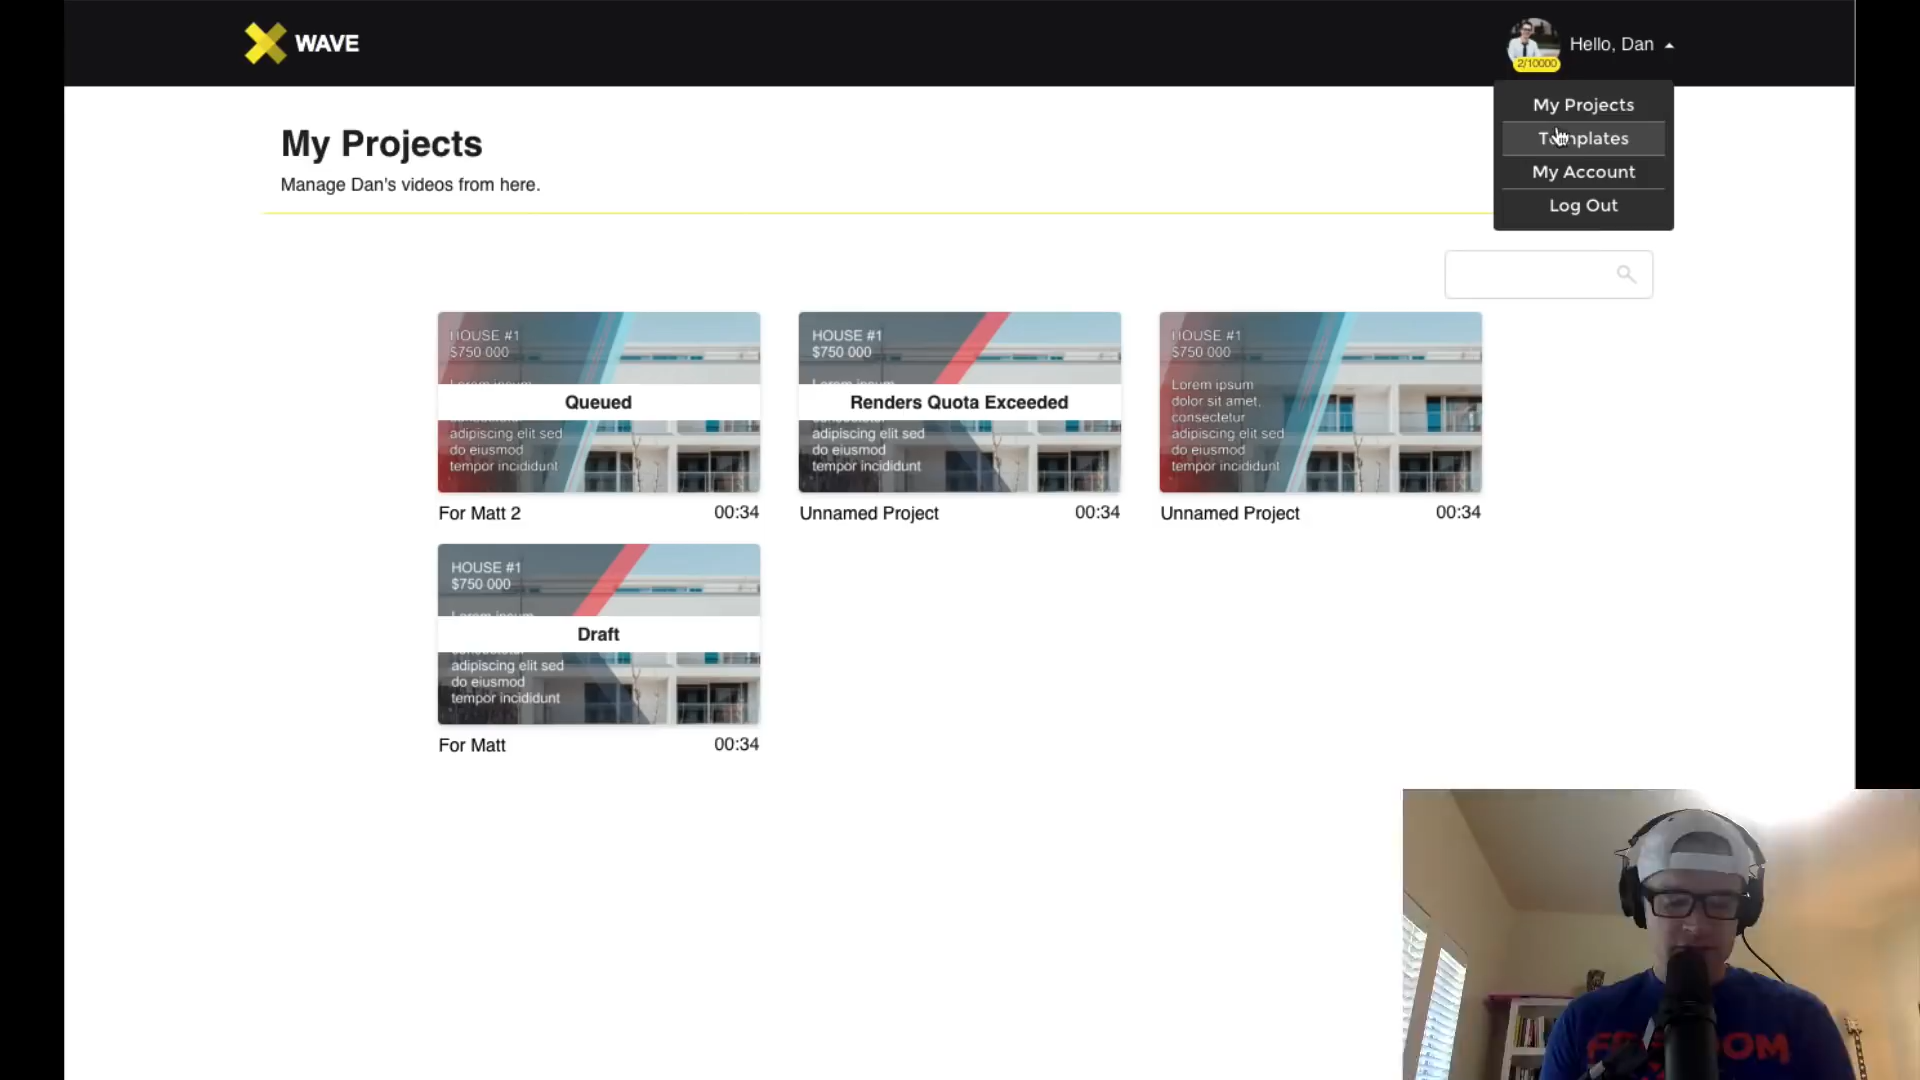 WAVE
Hello, Dan
2/10000
My Projects
Templates
My Account
Log Out
My Projects
Manage Dan's videos from here.
HOUSE #1
$750 000
Queued
adipiscing elit sed
do eiusmod
tempor incididunt
For Matt 2
00:34
HOUSE #1
$750 000
Renders Quota Exceeded
adipiscing elit sed
do eiusmod
tempor incididunt
Unnamed Project
00:34
HOUSE #1
$750 000
Lorem ipsum
dolor sit amet,
consectetur
adipiscing elit sed
do eiusmod
tempor incididunt
Unnamed Project
00:34
HOUSE #1
$750 000
Draft
adipiscing elit sed
do eiusmod
tempor incididunt
For Matt
00:34